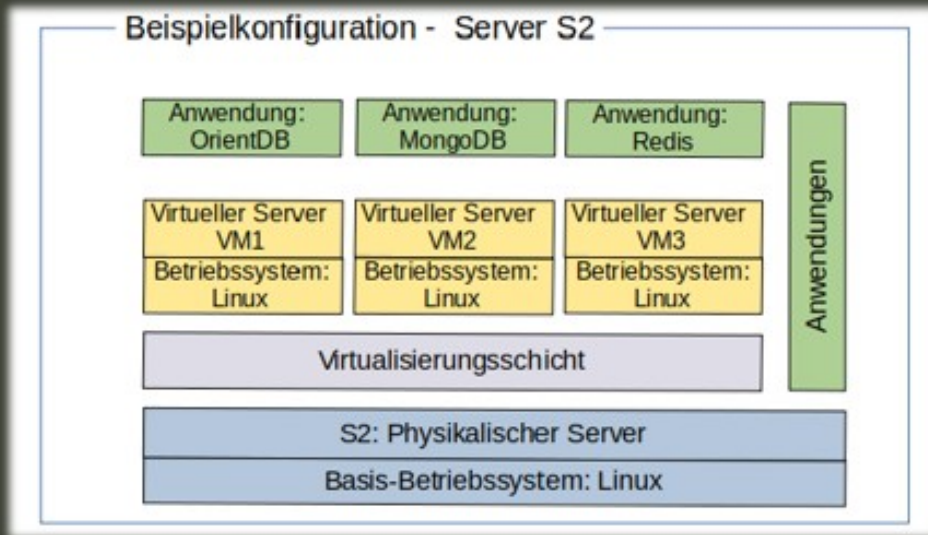 Beispielkonfiguration - Server S2
Anwendung:
OrientDB
Anwendung:
MongoDB
Anwendung:
Redis
Anwendungen
Virtueller Server
VM1
Virtueller Server
VM2
Virtueller Server
VM3
Betriebssystem:
Linux
Betriebssystem:
Linux
Betriebssystem:
Linux
Virtualisierungsschicht
S2: Physikalischer Server
Basis-Betriebssystem: Linux